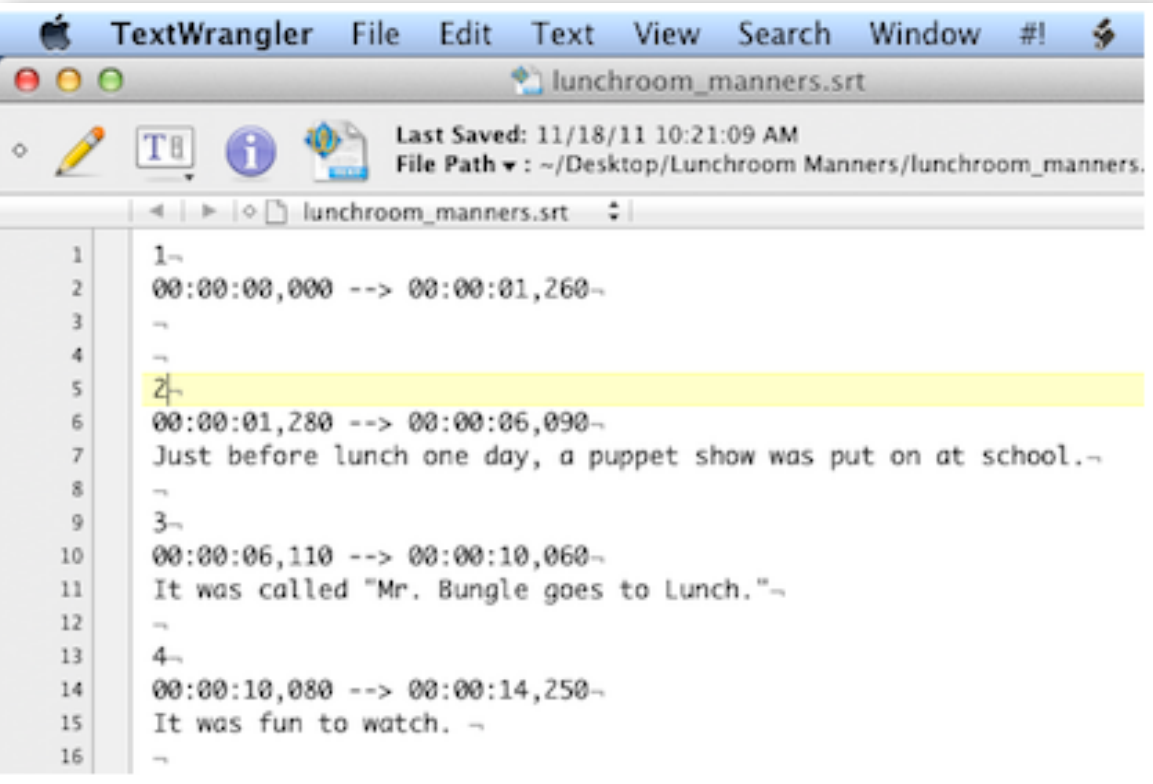 TextWrangler File Edit Text View Search Window #!
lunchroom_manners.srt
T
i
Last Saved: 11/18/11 10:21:09 AM
File Path ▾ : ~/Desktop/Lunchroom Manners/lunchroom_manners.
lunchroom_manners.srt
1 1¬
2 00:00:00,000 --> 00:00:01,260¬
3 ¬
4 ¬
5 2¬
6 00:00:01,280 --> 00:00:06,090¬
7 Just before lunch one day, a puppet show was put on at school.¬
8 ¬
9 3¬
10 00:00:06,110 --> 00:00:10,060¬
11 It was called "Mr. Bungle goes to Lunch."¬
12 ¬
13 4¬
14 00:00:10,080 --> 00:00:14,250¬
15 It was fun to watch. ¬
16 ¬